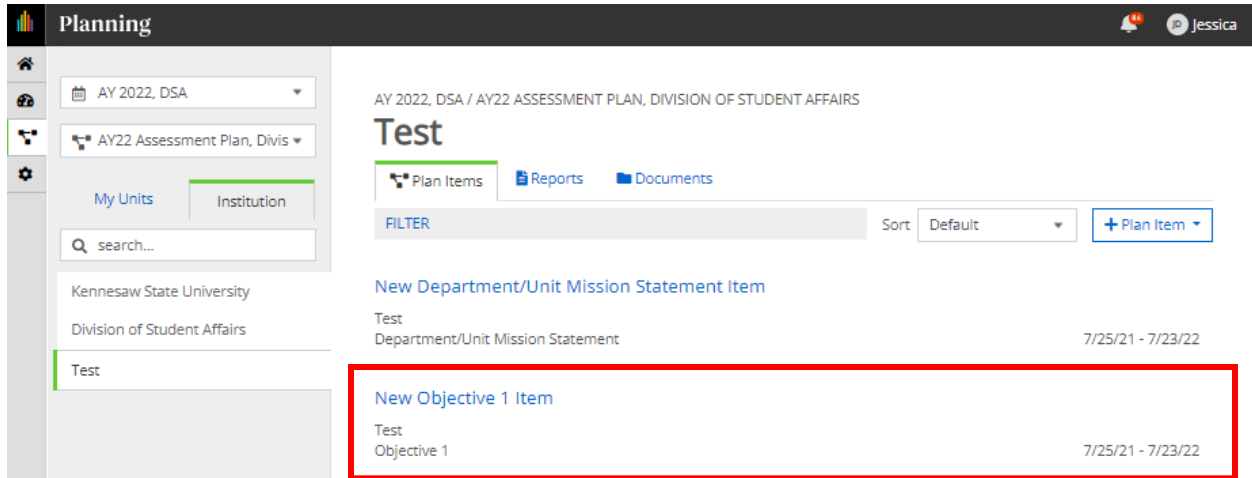 Planning
84
JD Jessica
AY 2022, DSA
AY22 Assessment Plan, Divis
My Units
Institution
search...
Kennesaw State University
Division of Student Affairs
Test
AY 2022, DSA / AY22 ASSESSMENT PLAN, DIVISION OF STUDENT AFFAIRS
Test
Plan Items
Reports
Documents
FILTER
Sort
Default
+ Plan Item
New Department/Unit Mission Statement Item
Test
Department/Unit Mission Statement
7/25/21 - 7/23/22
New Objective 1 Item
Test
Objective 1
7/25/21 - 7/23/22